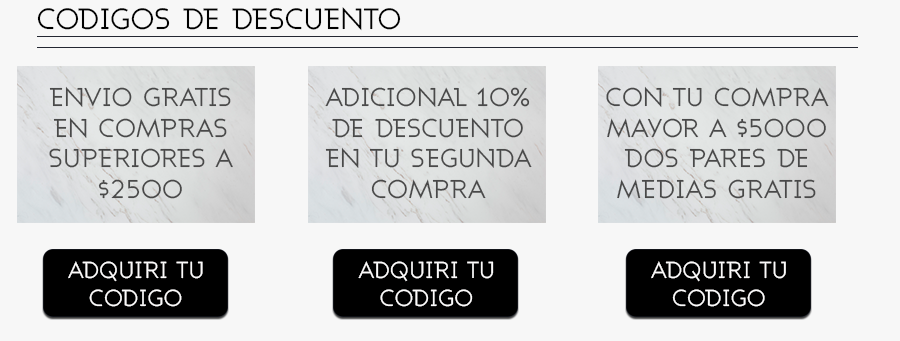 CODIGOS DE DESCUENTO
ENVIO GRATIS
EN COMPRAS
SUPERIORES A
$2500
ADICIONAL 10%
DE DESCUENTO
EN TU SEGUNDA
COMPRA
CON TU COMPRA
MAYOR A $5000
DOS PARES DE
MEDIAS GRATIS
ADQUIRI TU
CODIGO
ADQUIRI TU
CODIGO
ADQUIRI TU
CODIGO